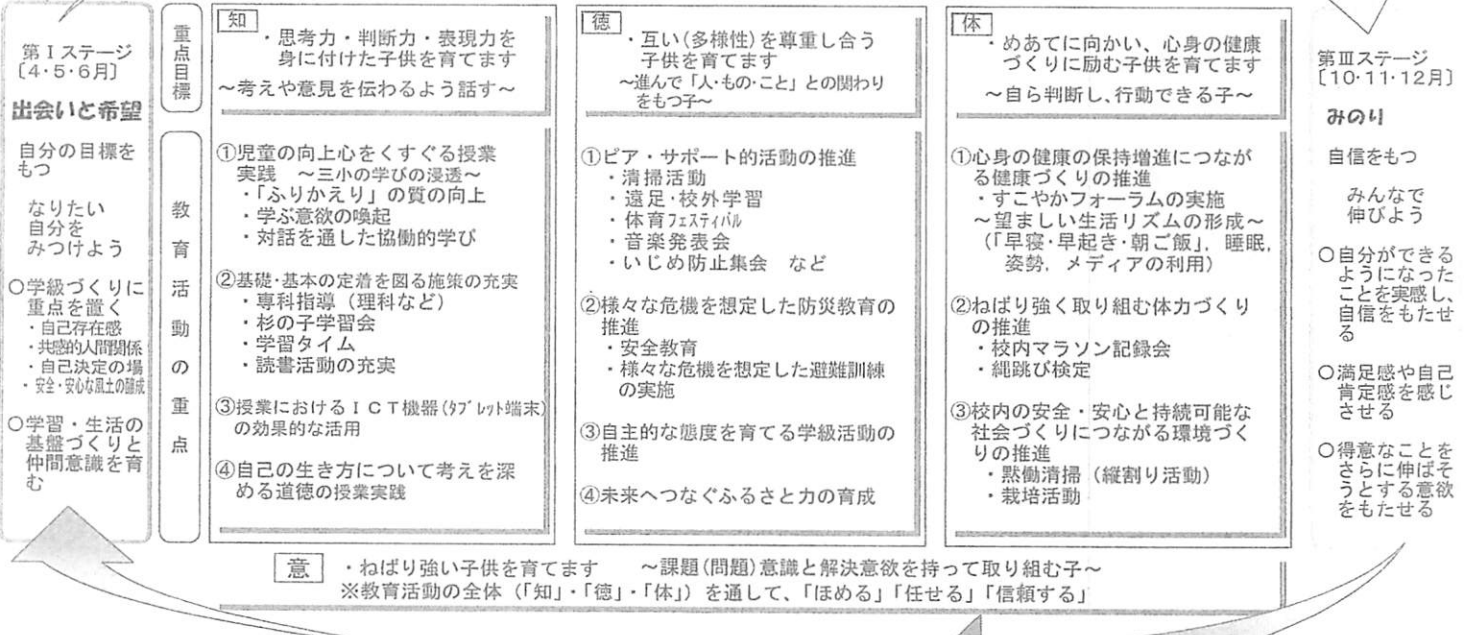 第Ⅰステージ
〔4・5・6月〕
出会いと希望
自分の目標を
もつ
なりたい
自分を
みつけよう
○学級づくりに
重点を置く
・自己存在感
・共感的人間関係
・自己決定の場
・安全・安心な風土の醸成
○学習・生活の
基盤づくりと
仲間意識を育
む
重点目標
知
・思考力・判断力・表現力を
身に付けた子供を育てます
～考えや意見を伝わるよう話す～
徳
・互い(多様性)を尊重し合う
子供を育てます
～進んで「人・もの・こと」との関わり
をもつ子～
体
・めあてに向かい、心身の健康
づくりに励む子供を育てます
～自ら判断し、行動できる子～
教育活動の重点
①児童の向上心をくすぐる授業
実践 ～三小の学びの浸透～
・「ふりかえり」の質の向上
・学ぶ意欲の喚起
・対話を通した協働的学び
②基礎・基本の定着を図る施策の充実
・専科指導（理科など）
・杉の子学習会
・学習タイム
・読書活動の充実
③授業におけるＩＣＴ機器(ﾀﾌﾞﾚｯﾄ端末)
の効果的な活用
④自己の生き方について考えを深
める道徳の授業実践
①ピア・サポート的活動の推進
・清掃活動
・遠足・校外学習
・体育ﾌｪｽﾃｨﾊﾞﾙ
・音楽発表会
・いじめ防止集会 など
②様々な危機を想定した防災教育の
推進
・安全教育
・様々な危機を想定した避難訓練
の実施
③自主的な態度を育てる学級活動の
推進
④未来へつなぐふるさと力の育成
①心身の健康の保持増進につなが
る健康づくりの推進
・すこやかフォーラムの実施
～望ましい生活リズムの形成～
（「早寝・早起き・朝ご飯」，睡眠，
姿勢，メディアの利用）
②ねばり強く取り組む体力づくり
の推進
・校内マラソン記録会
・縄跳び検定
③校内の安全・安心と持続可能な
社会づくりにつながる環境づく
りの推進
・黙働清掃（縦割り活動）
・栽培活動
第Ⅲステージ
〔10・11・12月〕
みのり
自信をもつ
みんなで
伸びよう
○自分ができる
ようになった
ことを実感し、
自信をもたせ
る
○満足感や自己
肯定感を感じ
させる
○得意なことを
さらに伸ばそ
うとする意欲
をもたせる
意
・ねばり強い子供を育てます ～課題(問題)意識と解決意欲を持って取り組む子～
※教育活動の全体（「知」・「徳」・「体」）を通して、「ほめる」「任せる」「信頼する」